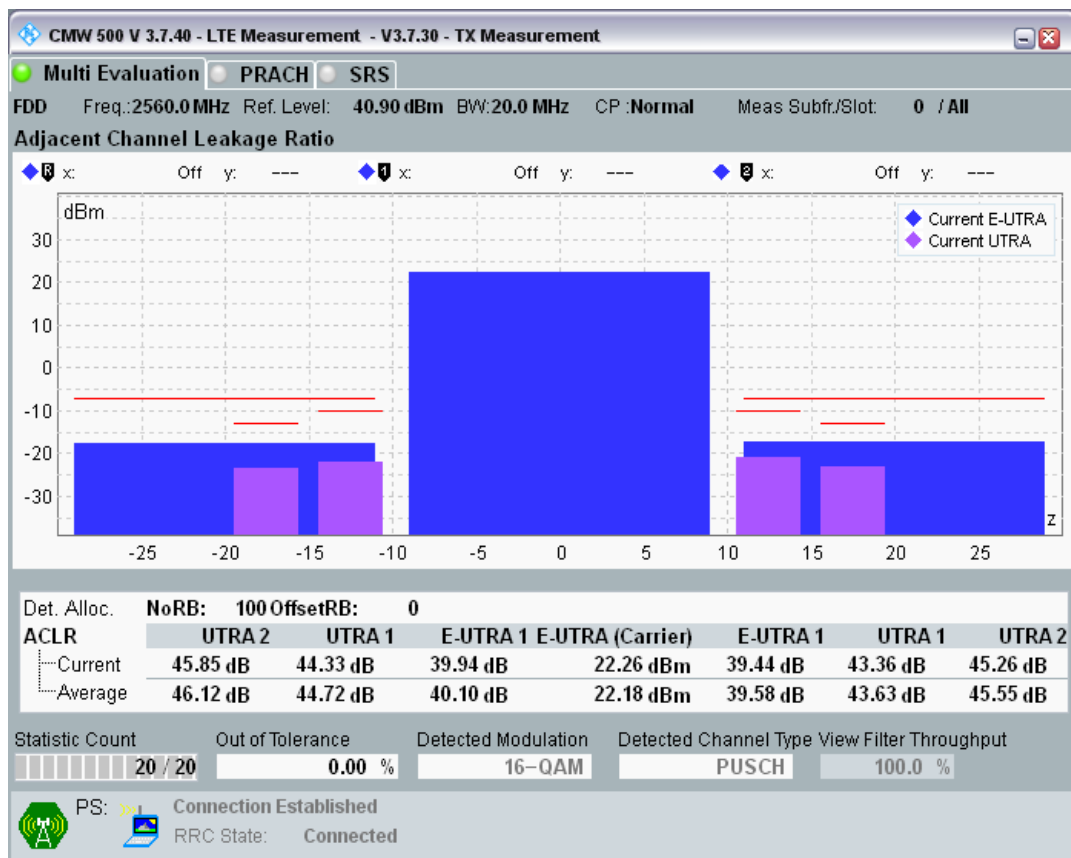 CMW 500 V 3.7.40 - LTE Measurement - V3.7.30 - TX Measurement
Multi Evaluation PRACH SRS
FDD Freq.:2560.0 MHz Ref. Level: 40.90 dBm BW:20.0 MHz CP :Normal Meas Subfr./Slot: 0 / All
Adjacent Channel Leakage Ratio
R x: Off y: --- 1 x: Off y: --- 2 x: Off y: ---
dBm
Current E-UTRA
Current UTRA
30
20
10
0
-10
-20
-30
z
-25 -20 -15 -10 -5 0 5 10 15 20 25
Det. Alloc. NoRB: 100 OffsetRB: 0
ACLR UTRA 2 UTRA 1 E-UTRA 1 E-UTRA (Carrier) E-UTRA 1 UTRA 1 UTRA 2
Current 45.85 dB 44.33 dB 39.94 dB 22.26 dBm 39.44 dB 43.36 dB 45.26 dB
Average 46.12 dB 44.72 dB 40.10 dB 22.18 dBm 39.58 dB 43.63 dB 45.55 dB
Statistic Count Out of Tolerance Detected Modulation Detected Channel Type View Filter Throughput
20 / 20 0.00 % 16-QAM PUSCH 100.0 %
PS: Connection Established
RRC State: Connected